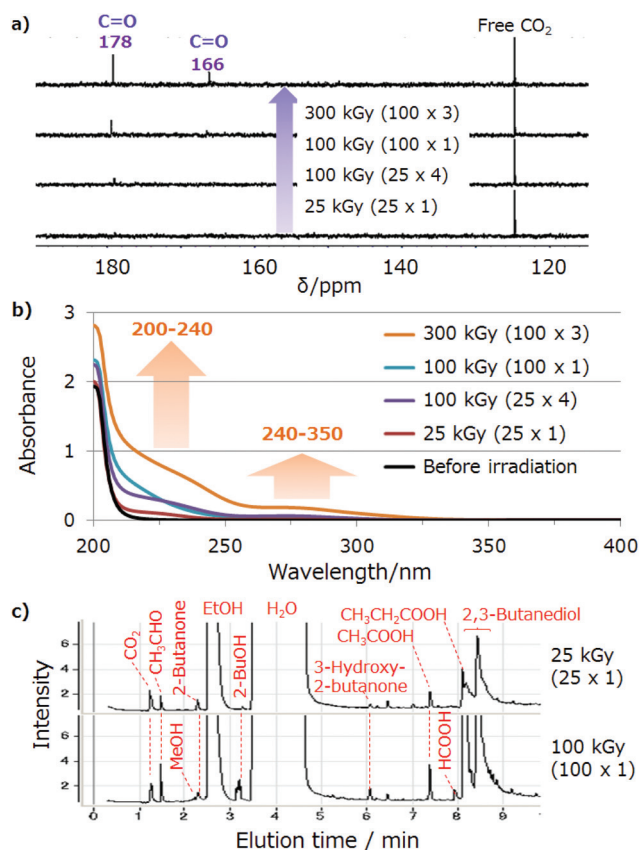 a)
C=O
178
C=O
166
Free CO₂
300 kGy (100 x 3)
100 kGy (100 x 1)
100 kGy (25 x 4)
25 kGy (25 x 1)
180
160
140
120
δ/ppm
b)
3
2
1
0
Absorbance
200-240
240-350
300 kGy (100 x 3)
100 kGy (100 x 1)
100 kGy (25 x 4)
25 kGy (25 x 1)
Before irradiation
200
250
300
350
400
Wavelength/nm
c)
Intensity
6
4
2
CO₂
CH₃CHO
2-Butanone
EtOH
2-BuOH
H₂O
3-Hydroxy-
2-butanone
CH₃CH₂COOH
CH₃COOH
2,3-Butanediol
25 kGy
(25 x 1)
6
4
2
MeOH
HCOOH
100 kGy
(100 x 1)
0
1
2
3
4
5
6
7
8
9
Elution time / min